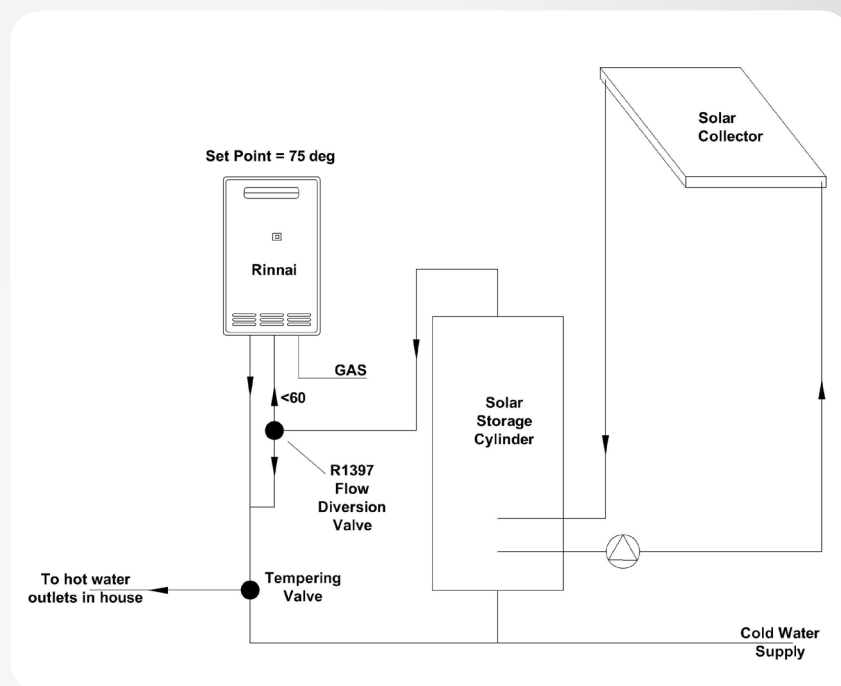 Solar
Collector
Set Point = 75 deg
Rinnai
GAS
<60
Solar
Storage
Cylinder
R1397
Flow
Diversion
Valve
To hot water
outlets in house
Tempering
Valve
Cold Water
Supply